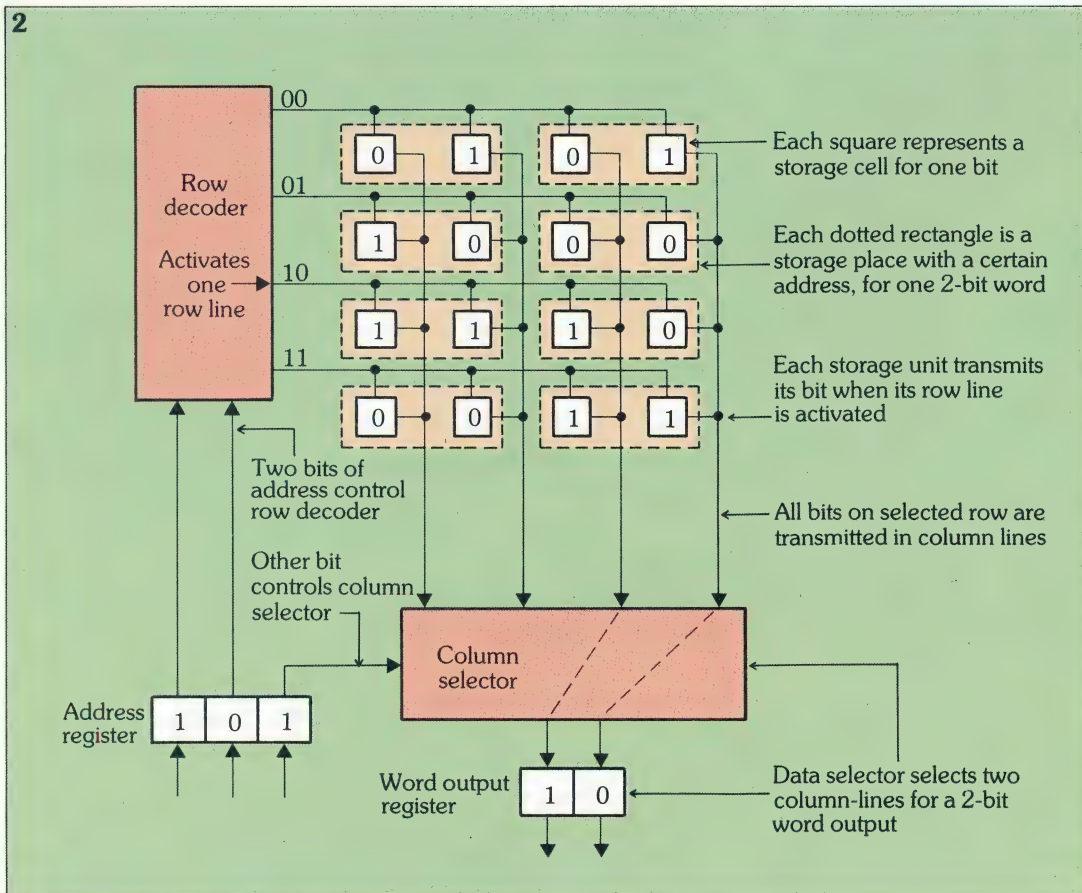 2
00
0 1 0 1
Each square represents a
storage cell for one bit
Row
decoder
01
1 0 0 0
Each dotted rectangle is a
storage place with a certain
address, for one 2-bit word
Activates
one
row line
10
1 1 1 0
11
Each storage unit transmits
its bit when its row line
is activated
0 0 1 1
Two bits of
address control
row decoder
All bits on selected row are
transmitted in column lines
Other bit
controls column
selector
Column
selector
Address
register
1 0 1
Word output
register
1 0
Data selector selects two
column-lines for a 2-bit
word output